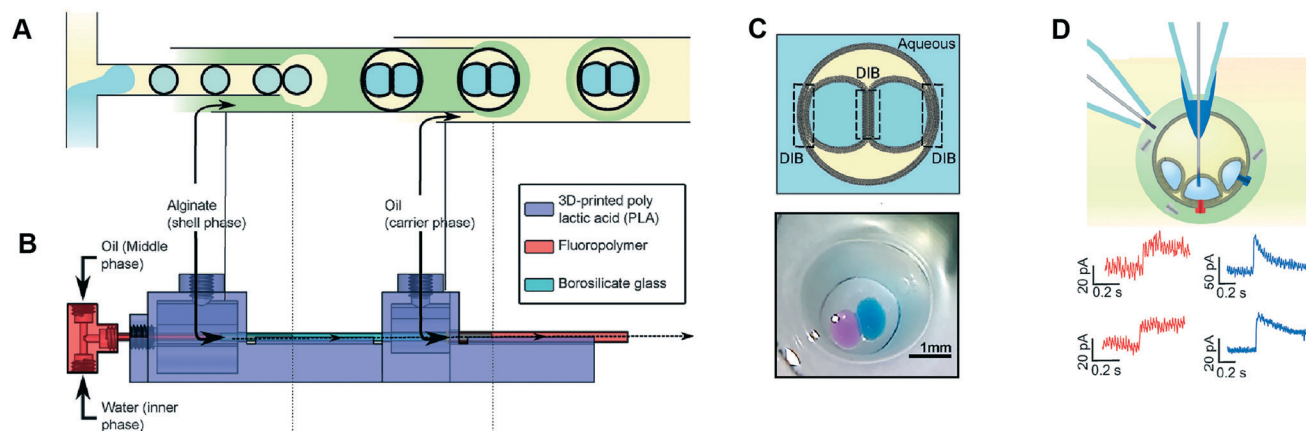 A
Alginate
(shell phase)
Oil
(carrier phase)
3D-printed poly
lactic acid (PLA)
Fluoropolymer
Borosilicate glass
B
Oil (Middle
phase)
Water (inner
phase)
C
Aqueous
DIB
DIB
DIB
1mm
D
20 pA
0.2 s
50 pA
0.2 s
20 pA
0.2 s
20 pA
0.2 s